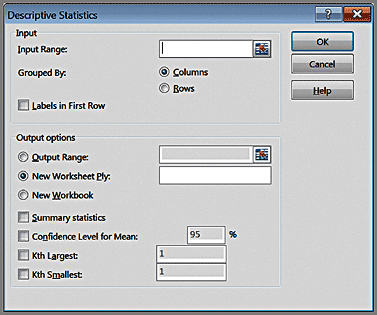 Descriptive Statistics
?
X
Input
Input Range:
Grouped By:
Columns
Rows
Labels in First Row
OK
Cancel
Help
Output options
Output Range:
New Worksheet Ply:
New Workbook
Summary statistics
Confidence Level for Mean: 95 %
Kth Largest: 1
Kth Smallest: 1